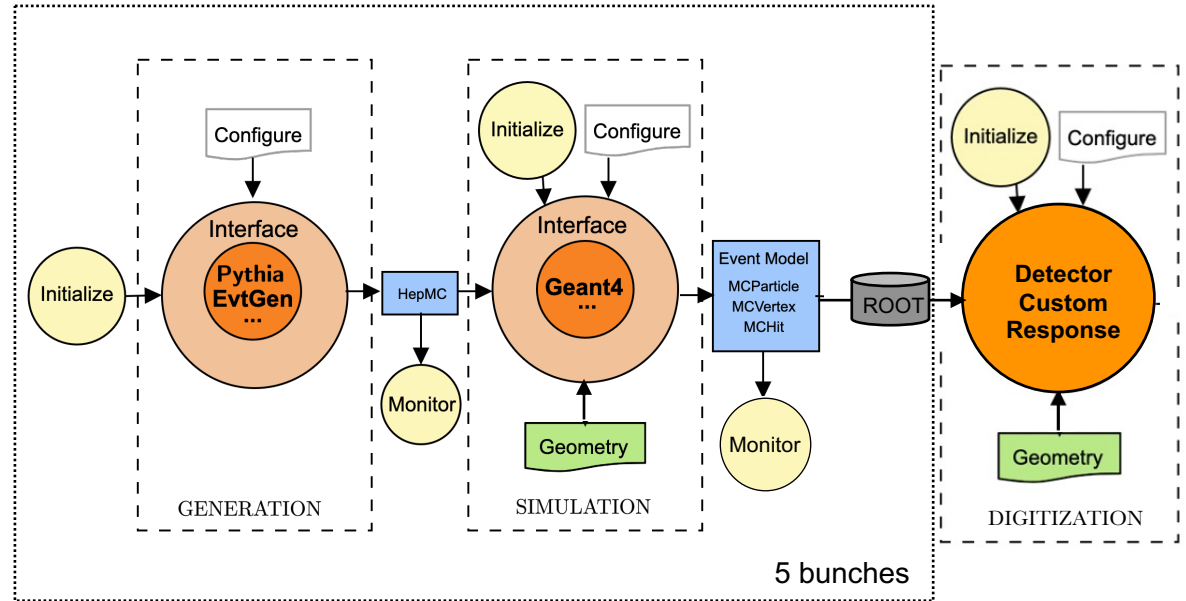 Initialize
Configure
Interface
Pythia
EvtGen
...
GENERATION
HepMC
Monitor
Initialize
Configure
Interface
Geant4
...
Geometry
SIMULATION
Event Model
MCParticle
MCVertex
MCHit
Monitor
ROOT
5 bunches
Initialize
Configure
Detector
Custom
Response
Geometry
DIGITIZATION